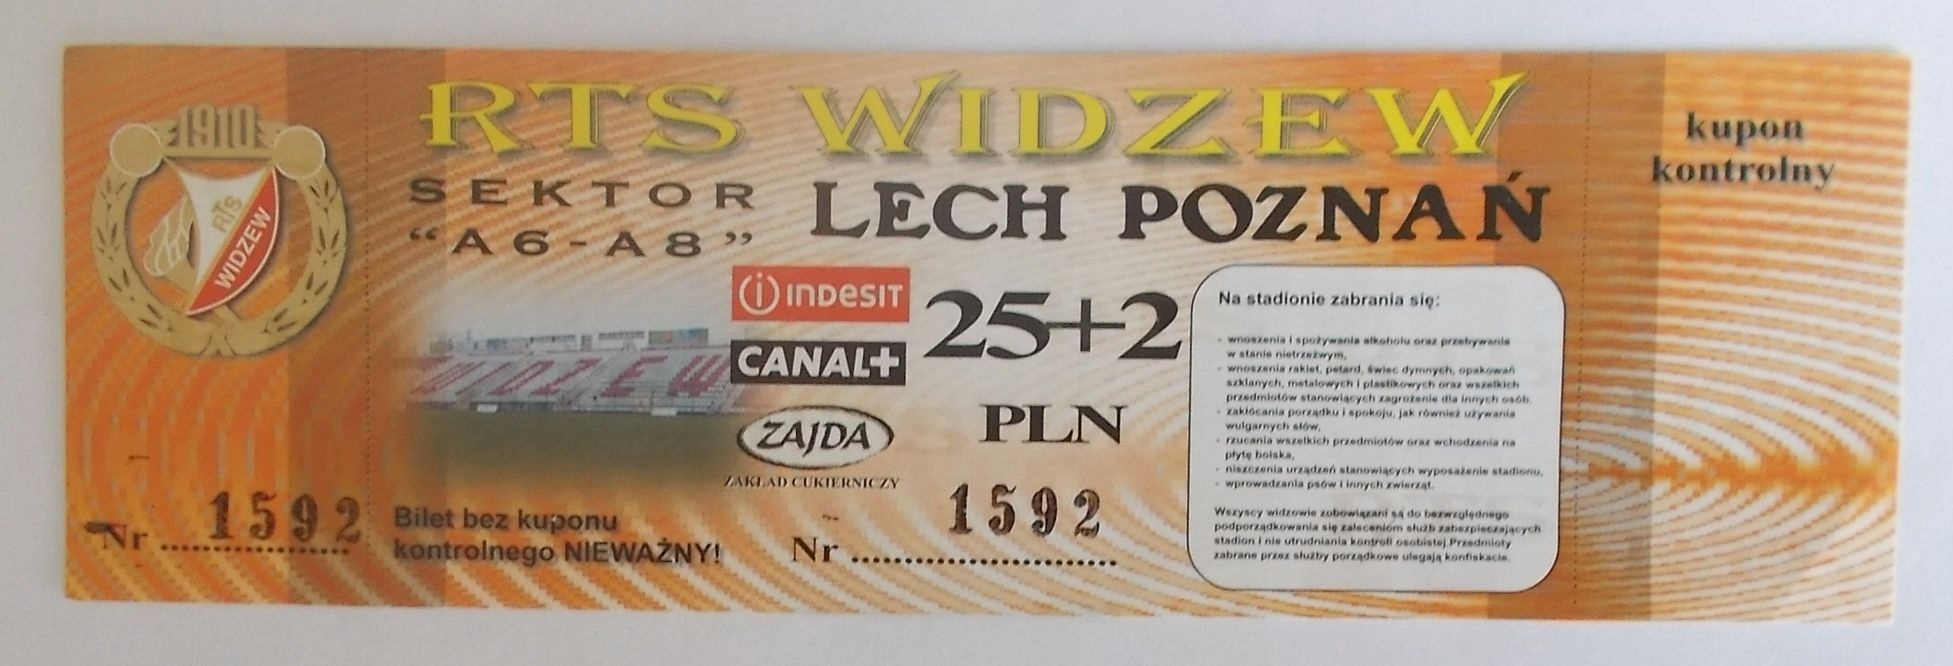 1910
RTS
WIDZEW
Nr 1592
RTS WIDZEW
SEKTOR
"A6-A8"
LECH POZNAŃ
WIDZEW
INDESIT
CANAL+
ZAJDA
ZAKŁAD CUKIERNICZY
25+2
PLN
Bilet bez kuponu
kontrolnego NIEWAŻNY!
Nr 1592
Na stadionie zabrania się:
- wnoszenia i spożywania alkoholu oraz przebywania
w stanie nietrzeźwym,
- wnoszenia rakiet, petard, świec dymnych, opakowań
szklanych, metalowych i plastikowych oraz wszelkich
przedmiotów stanowiących zagrożenie dla innych osób.
- zakłócania porządku i spokoju, jak również używania
wulgarnych słów,
- rzucania wszelkich przedmiotów oraz wchodzenia na
płytę boiska,
- niszczenia urządzeń stanowiących wyposażenie stadionu,
- wprowadzania psów i innych zwierząt.
Wszyscy widzowie zobowiązani są do bezwzględnego
podporządkowania się zaleceniom służb zabezpieczających
stadion i nie utrudniania kontroli osobistej.Przedmioty
zabrane przez służby porządkowe ulegają konfiskacie.
kupon
kontrolny